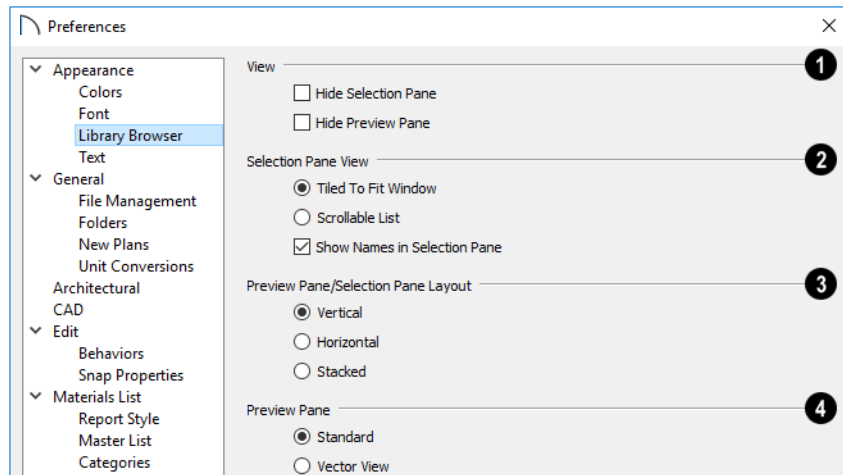 Preferences
Appearance
Colors
Font
Library Browser
Text
General
File Management
Folders
New Plans
Unit Conversions
Architectural
CAD
Edit
Behaviors
Snap Properties
Materials List
Report Style
Master List
Categories
View 1
Hide Selection Pane
Hide Preview Pane
Selection Pane View 2
Tiled To Fit Window
Scrollable List
Show Names in Selection Pane
Preview Pane/Selection Pane Layout 3
Vertical
Horizontal
Stacked
Preview Pane 4
Standard
Vector View